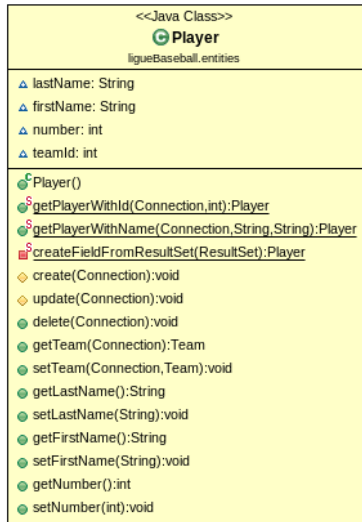 <<Java Class>>
C Player
ligueBaseball.entities
lastName: String
firstName: String
number: int
teamId: int
C Player()
S getPlayerWithId(Connection,int):Player
S getPlayerWithName(Connection,String,String):Player
S createFieldFromResultSet(ResultSet):Player
create(Connection):void
update(Connection):void
delete(Connection):void
getTeam(Connection):Team
setTeam(Connection,Team):void
getLastName():String
setLastName(String):void
getFirstName():String
setFirstName(String):void
getNumber():int
setNumber(int):void